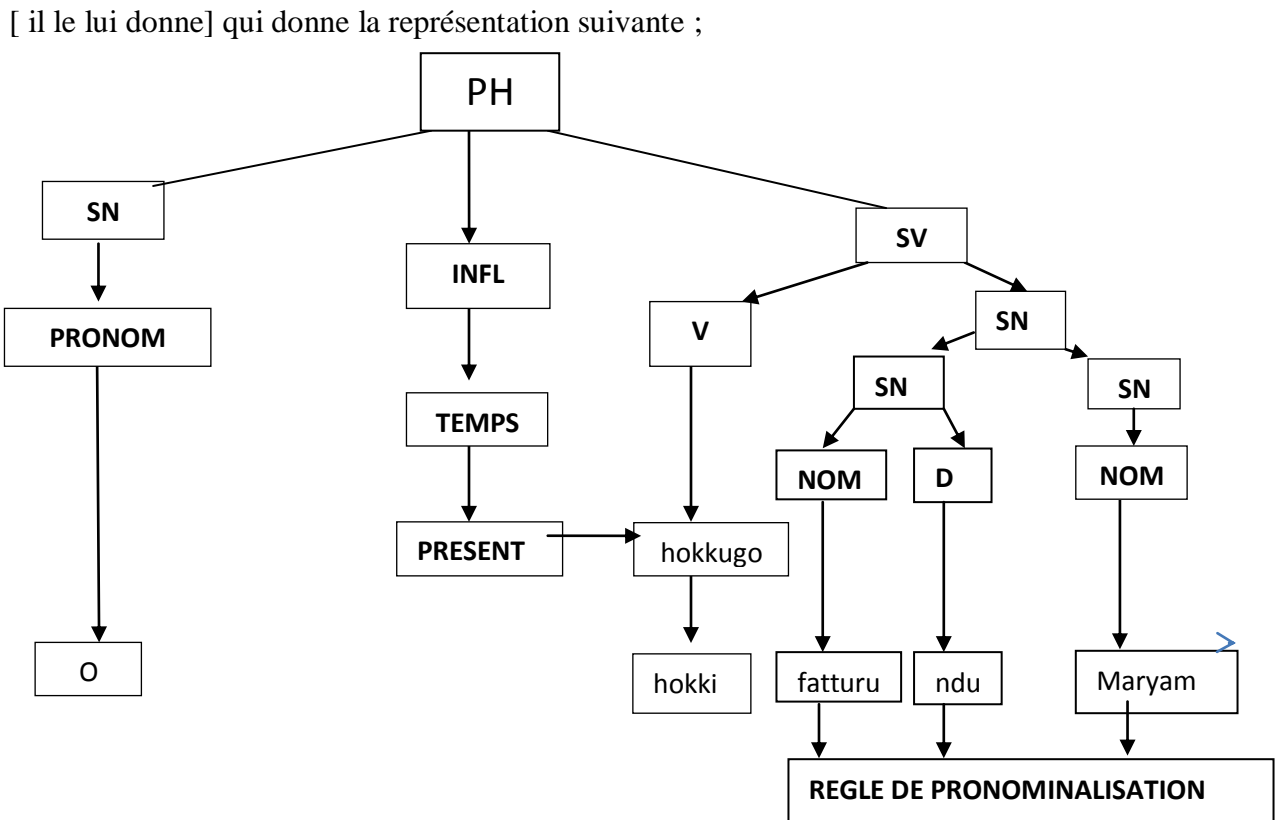 [ il le lui donne] qui donne la représentation suivante ;
PH
SN
SV
INFL
SN
V
PRONOM
SN
SN
TEMPS
NOM
D
NOM
PRESENT
hokkugo
O
hokki
fatturu
ndu
Maryam
REGLE DE PRONOMINALISATION